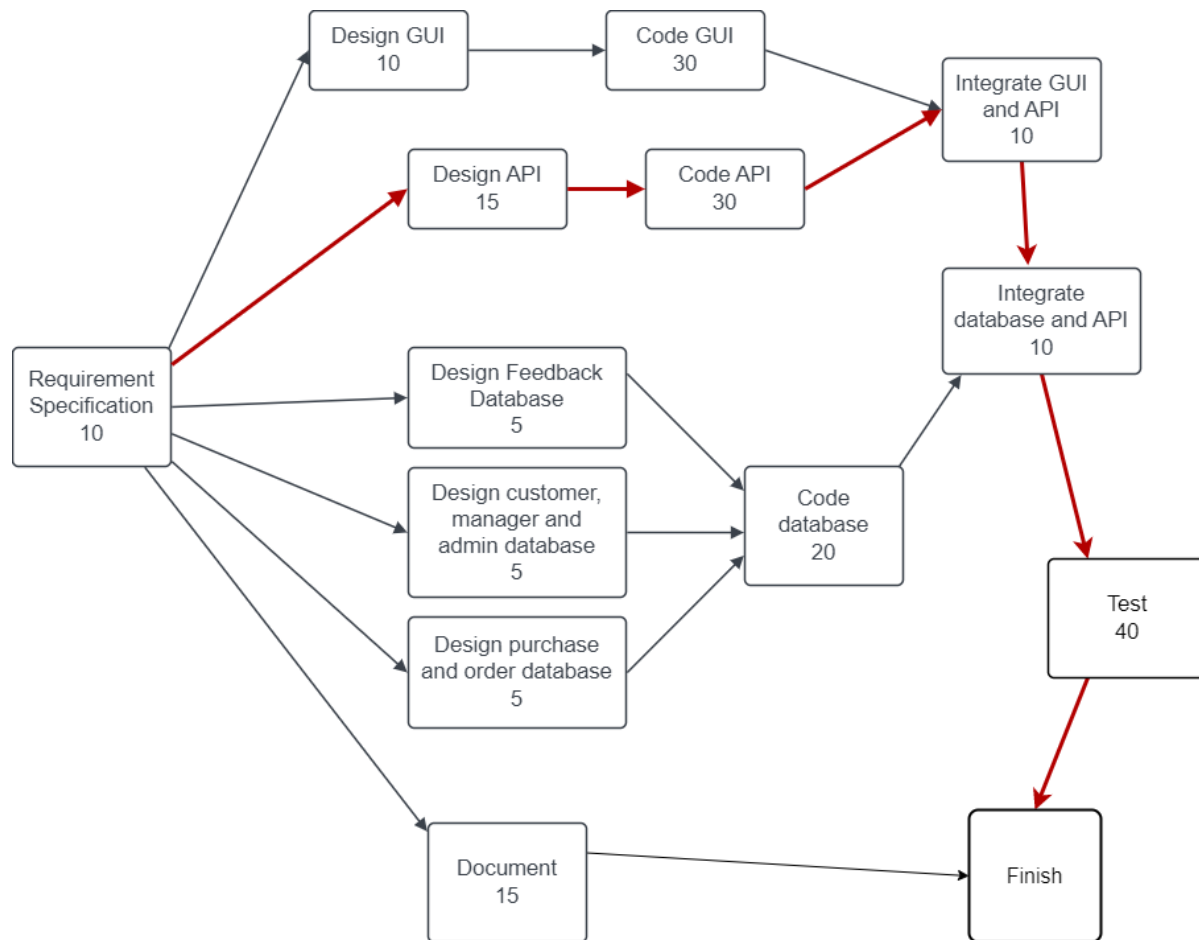 Design GUI
10
Code GUI
30
Integrate GUI
and API
10
Design API
15
Code API
30
Integrate
database and API
10
Requirement
Specification
10
Design Feedback
Database
5
Design customer,
manager and
admin database
5
Code
database
20
Design purchase
and order database
5
Test
40
Document
15
Finish